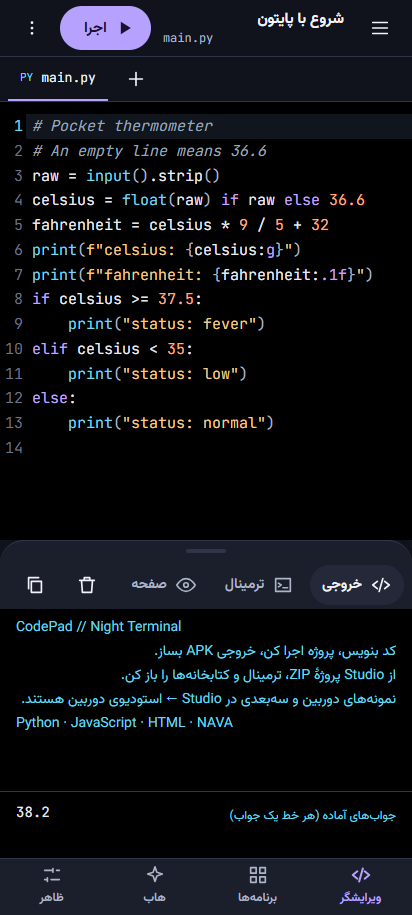 شروع با پایتون
main.py
اجرا
PY main.py
1 # Pocket thermometer
2 # An empty line means 36.6
3 raw = input().strip()
4 celsius = float(raw) if raw else 36.6
5 fahrenheit = celsius * 9 / 5 + 32
6 print(f"celsius: {celsius:g}")
7 print(f"fahrenheit: {fahrenheit:.1f}")
8 if celsius >= 37.5:
9     print("status: fever")
10 elif celsius < 35:
11     print("status: low")
12 else:
13     print("status: normal")
14
خروجی
ترمینال
صفحه
CodePad // Night Terminal
کد بنویس، پروژه اجرا کن، خروجی APK بساز.
از Studio پروژهٔ ZIP، ترمینال و کتابخانه‌ها را باز کن.
نمونه‌های دوربین و سه‌بعدی در Studio ← استودیوی دوربین هستند.
Python · JavaScript · HTML · NAVA
جواب‌های آماده (هر خط یک جواب)
38.2
ویرایشگر
برنامه‌ها
هاب
ظاهر